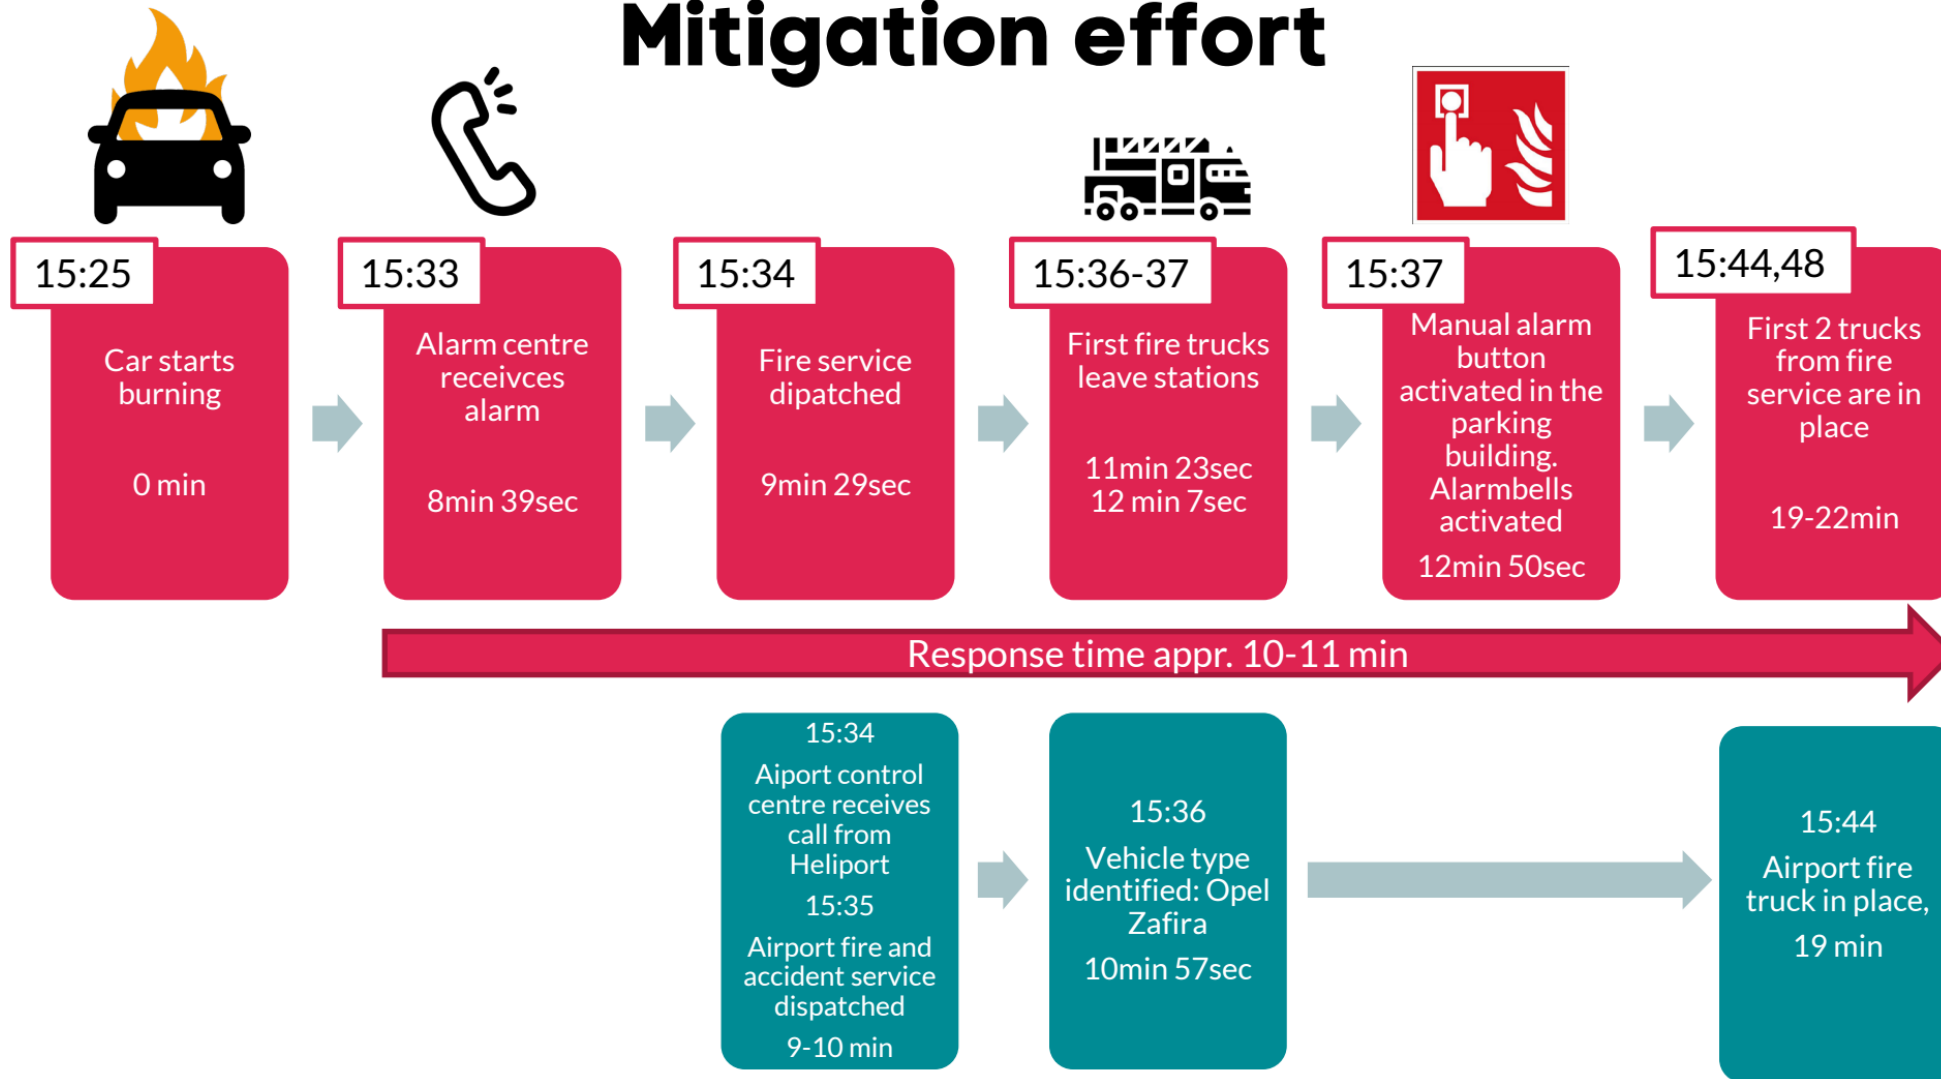 Mitigation effort
15:25
Car starts
burning
0 min
15:33
Alarm centre
receivces
alarm
8min 39sec
15:34
Fire service
dipatched
9min 29sec
15:36-37
First fire trucks
leave stations
11min 23sec
12 min 7sec
15:37
Manual alarm
button
activated in the
parking
building.
Alarmbells
activated
12min 50sec
15:44,48
First 2 trucks
from fire
service are in
place
19-22min
Response time appr. 10-11 min
15:34
Aiport control
centre receives
call from
Heliport
15:35
Airport fire and
accident service
dispatched
9-10 min
15:36
Vehicle type
identified: Opel
Zafira
10min 57sec
15:44
Airport fire
truck in place,
19 min